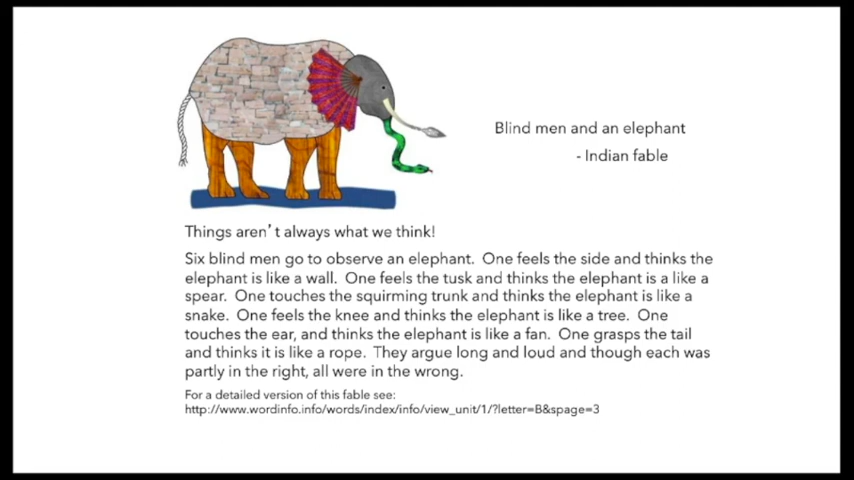 Blind men and an elephant
- Indian fable
Things aren't always what we think!
Six blind men go to observe an elephant. One feels the side and thinks the
elephant is like a wall. One feels the tusk and thinks the elephant is a like a
spear. One touches the squirming trunk and thinks the elephant is like a
snake. One feels the knee and thinks the elephant is like a tree. One
touches the ear, and thinks the elephant is like a fan. One grasps the tail
and thinks it is like a rope. They argue long and loud and though each was
partly in the right, all were in the wrong.
For a detailed version of this fable see:
http://www.wordinfo.info/words/index/info/view_unit/1/?letter=B&spage=3